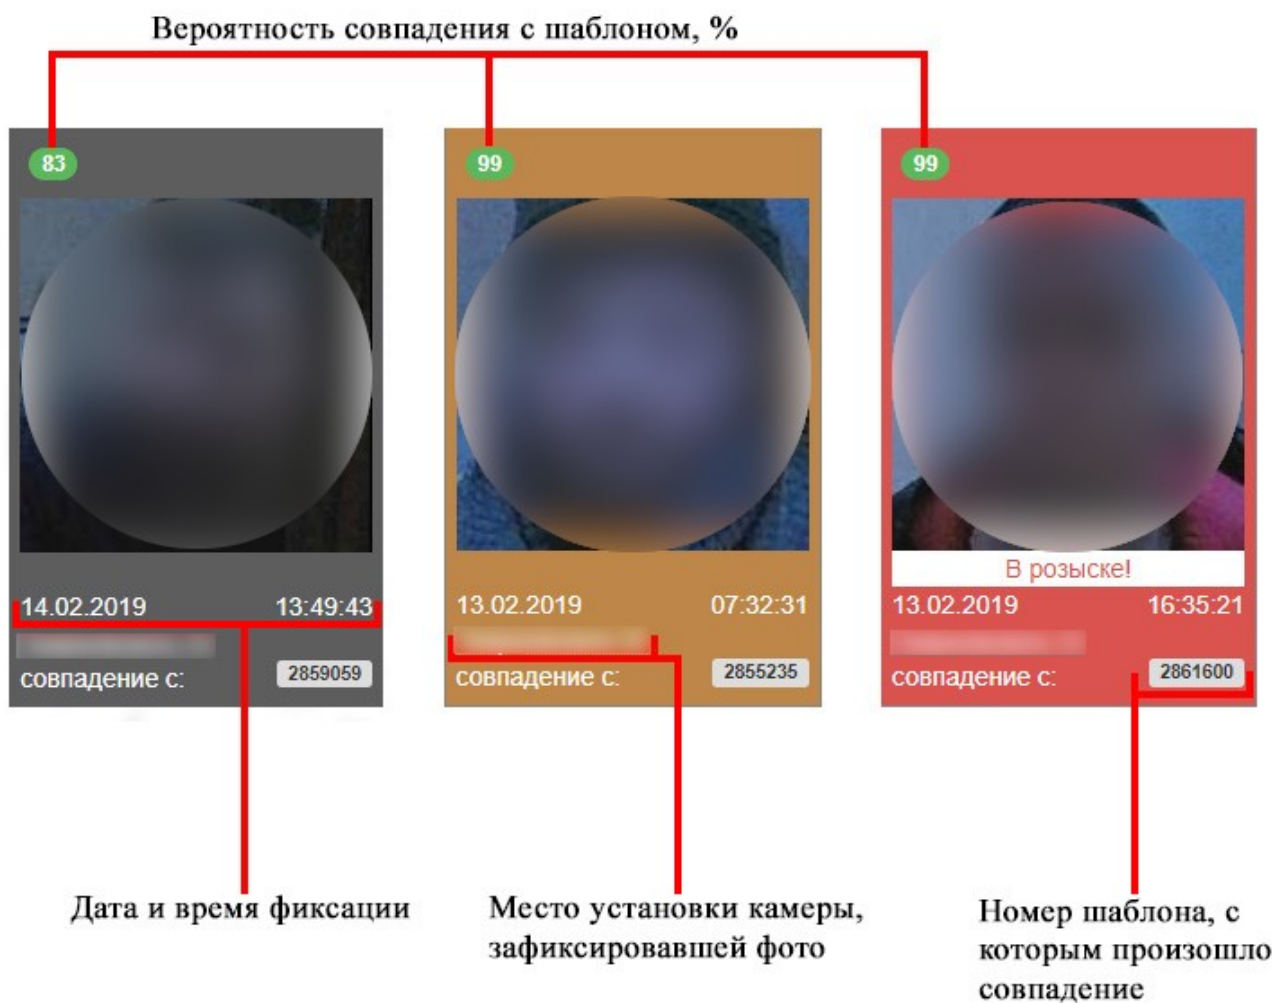 Вероятность совпадения с шаблоном, %
83
99
99
В розыске!
14.02.2019 13:49:43
13.02.2019 07:32:31
13.02.2019 16:35:21
совпадение с: 2859059
совпадение с: 2855235
совпадение с: 2861600
Дата и время фиксации
Место установки камеры,
зафиксировавшей фото
Номер шаблона, с
которым произошло
совпадение